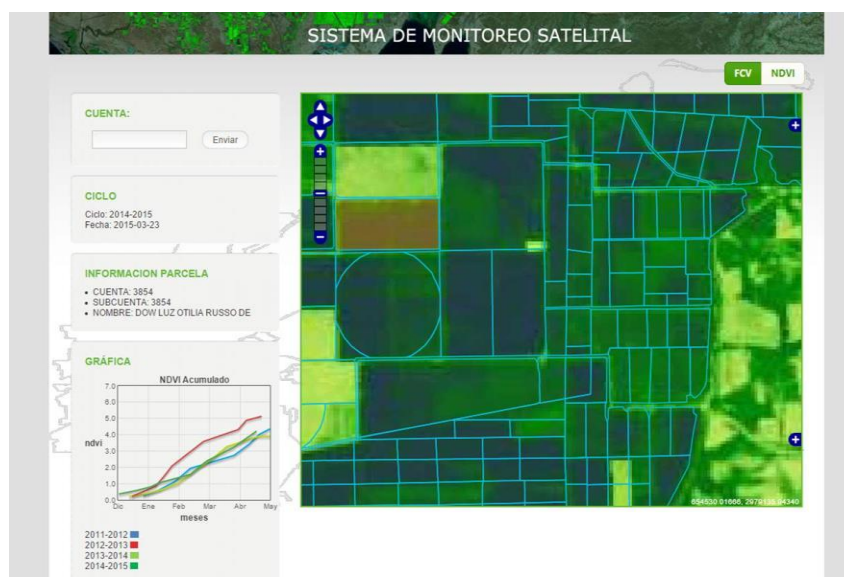 SISTEMA DE MONITOREO SATELITAL
FCV NDVI
CUENTA:
Enviar
CICLO
Ciclo: 2014-2015
Fecha: 2015-03-23
INFORMACION PARCELA
CUENTA: 3854
SUBCUENTA: 3854
NOMBRE: DOW LUZ OTILIA RUSSO DE
GRÁFICA
NDVI Acumulado
7.0
6.0
5.0
4.0
ndvi
3.0
2.0
1.0
0.0
Dic Ene Feb Mar Abr May
meses
2011-2012
2012-2013
2013-2014
2014-2015